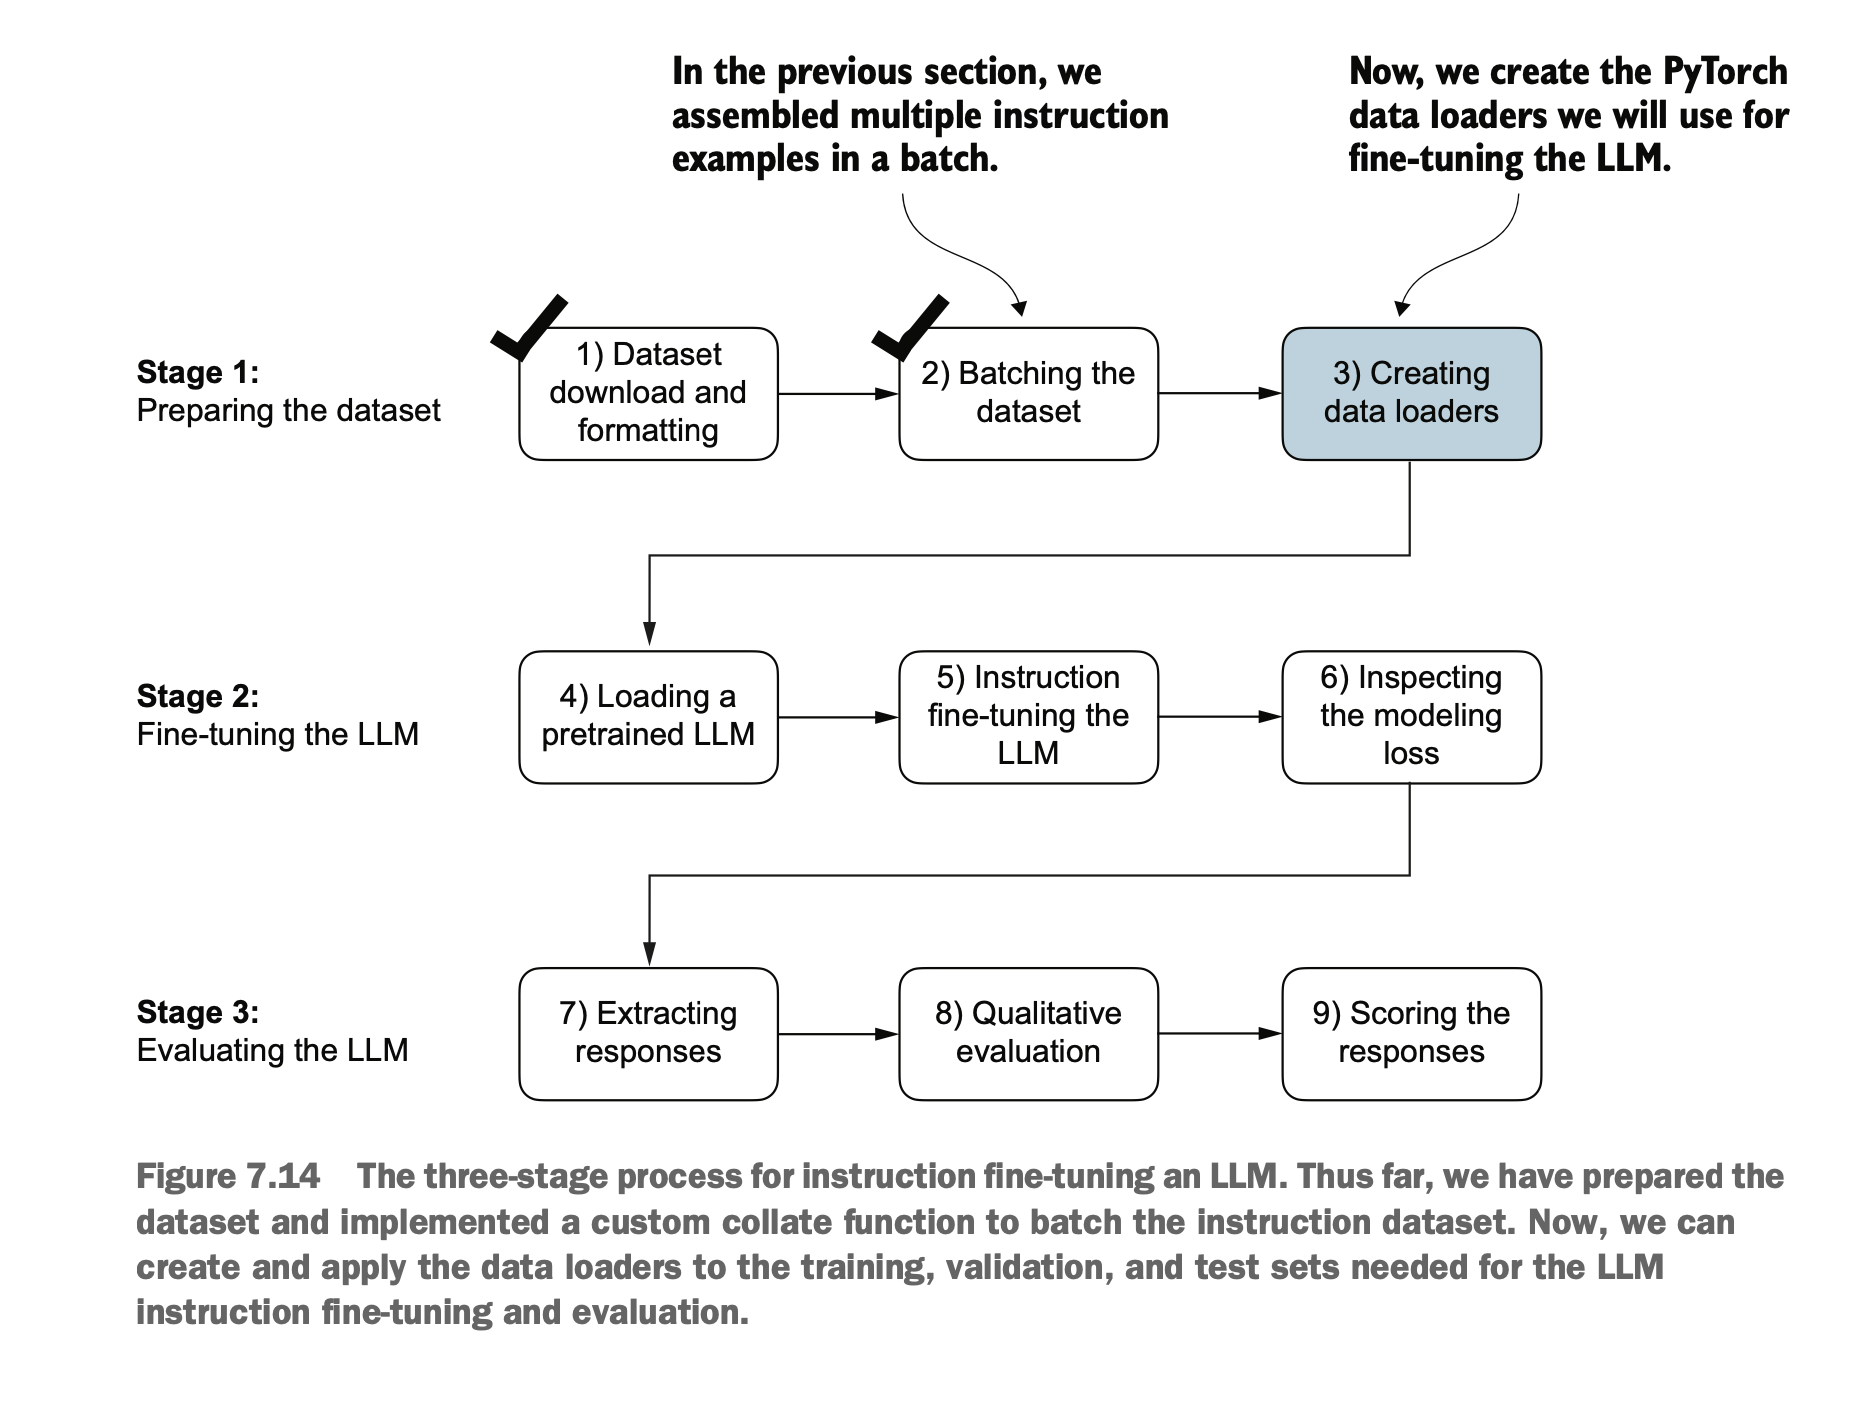 In the previous section, we
assembled multiple instruction
examples in a batch.
Now, we create the PyTorch
data loaders we will use for
fine-tuning the LLM.
Stage 1:
Preparing the dataset
1) Dataset
download and
formatting
2) Batching the
dataset
3) Creating
data loaders
Stage 2:
Fine-tuning the LLM
4) Loading a
pretrained LLM
5) Instruction
fine-tuning the
LLM
6) Inspecting
the modeling
loss
Stage 3:
Evaluating the LLM
7) Extracting
responses
8) Qualitative
evaluation
9) Scoring the
responses
Figure 7.14 The three-stage process for instruction fine-tuning an LLM. Thus far, we have prepared the
dataset and implemented a custom collate function to batch the instruction dataset. Now, we can
create and apply the data loaders to the training, validation, and test sets needed for the LLM
instruction fine-tuning and evaluation.